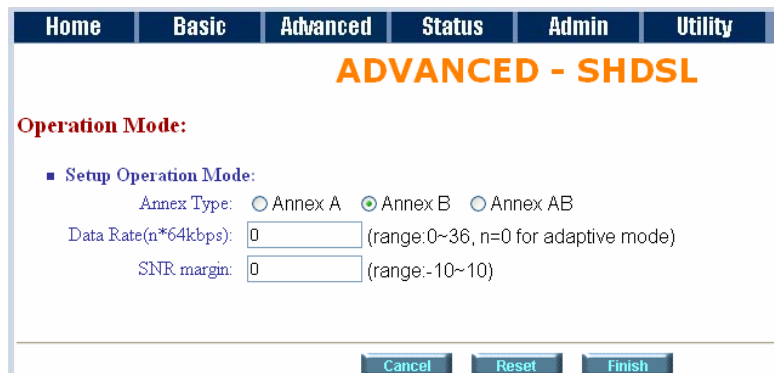 Home Basic Advanced Status Admin Utility
ADVANCED - SHDSL
Operation Mode:
Setup Operation Mode:
Annex Type: Annex A Annex B Annex AB
Data Rate(n*64kbps): 0 (range:0~36, n=0 for adaptive mode)
SNR margin: 0 (range:-10~10)
Cancel Reset Finish